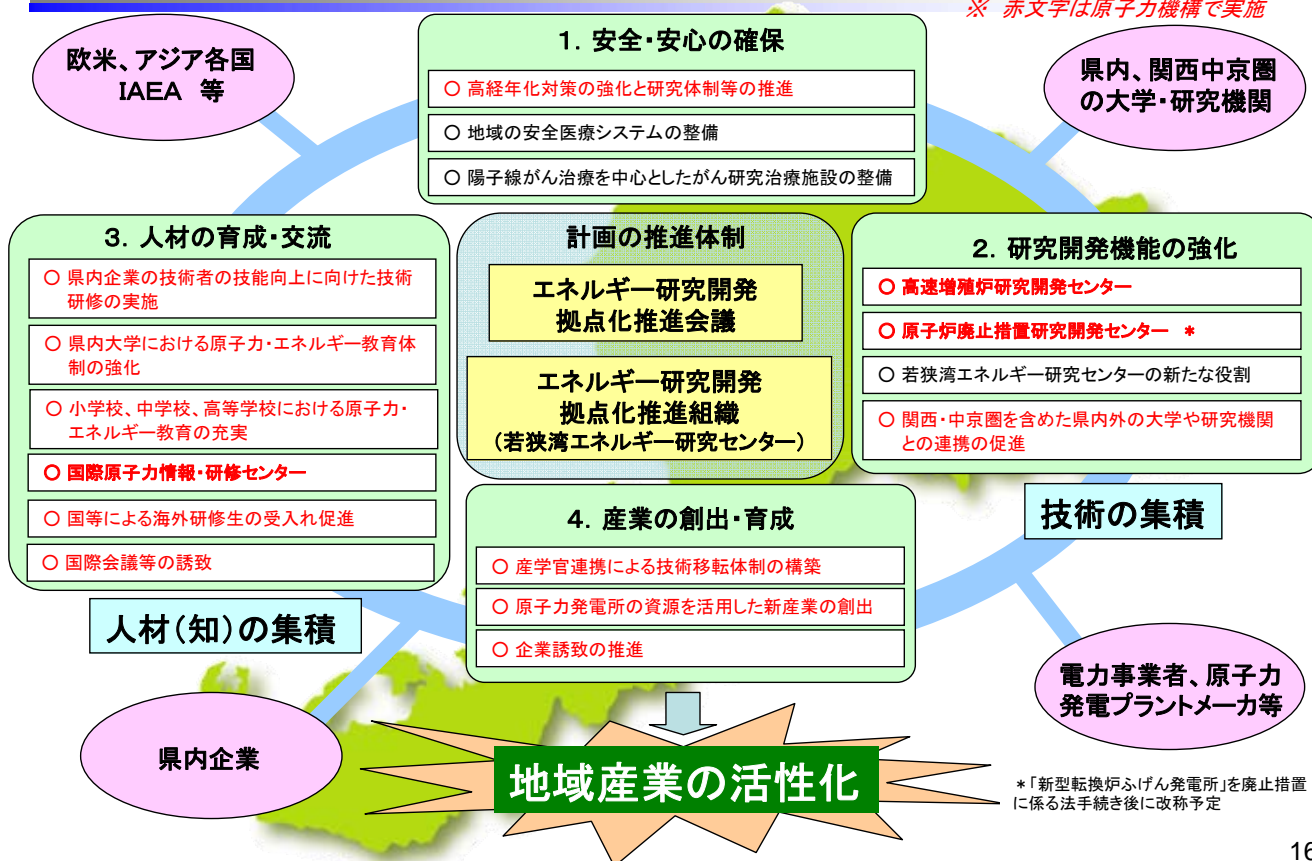 ※ 赤文字は原子力機構で実施
欧米、アジア各国
IAEA 等
1. 安全・安心の確保
○ 高経年化対策の強化と研究体制等の推進
○ 地域の安全医療システムの整備
○ 陽子線がん治療を中心としたがん研究治療施設の整備
県内、関西中京圏
の大学・研究機関
3. 人材の育成・交流
○ 県内企業の技術者の技能向上に向けた技術
研修の実施
○ 県内大学における原子力・エネルギー教育体
制の強化
○ 小学校、中学校、高等学校における原子力・
エネルギー教育の充実
○ 国際原子力情報・研修センター
○ 国等による海外研修生の受入れ促進
○ 国際会議等の誘致
計画の推進体制
エネルギー研究開発
拠点化推進会議
エネルギー研究開発
拠点化推進組織
(若狭湾エネルギー研究センター)
2. 研究開発機能の強化
○ 高速増殖炉研究開発センター
○ 原子炉廃止措置研究開発センター *
○ 若狭湾エネルギー研究センターの新たな役割
○ 関西・中京圏を含めた県内外の大学や研究機関
との連携の促進
技術の集積
4. 産業の創出・育成
○ 産学官連携による技術移転体制の構築
○ 原子力発電所の資源を活用した新産業の創出
○ 企業誘致の推進
人材(知)の集積
電力事業者、原子力
発電プラントメーカ等
県内企業
地域産業の活性化
*「新型転換炉ふげん発電所」を廃止措置
に係る法手続き後に改称予定
16